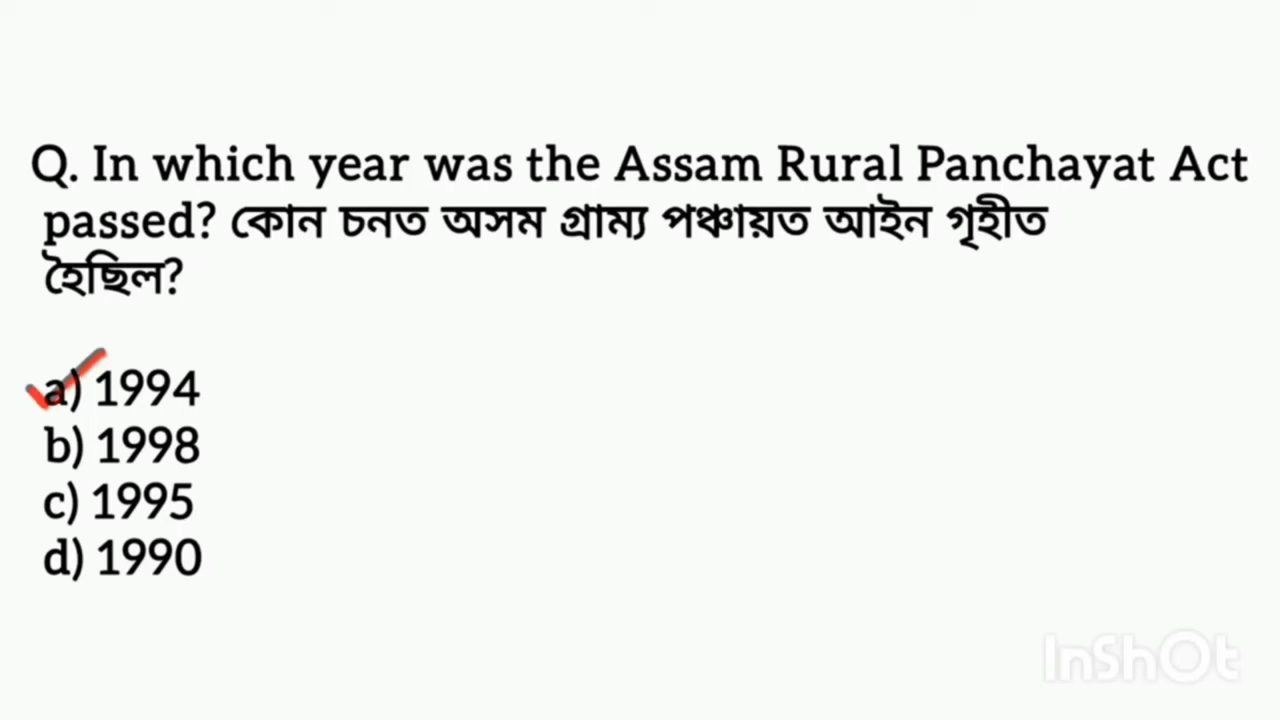 Q. In which year was the Assam Rural Panchayat Act
passed? কোন চনত অসম গ্ৰাম্য পঞ্চায়ত আইন গৃহীত
হৈছিল?
a) 1994
b) 1998
c) 1995
d) 1990
InShOt